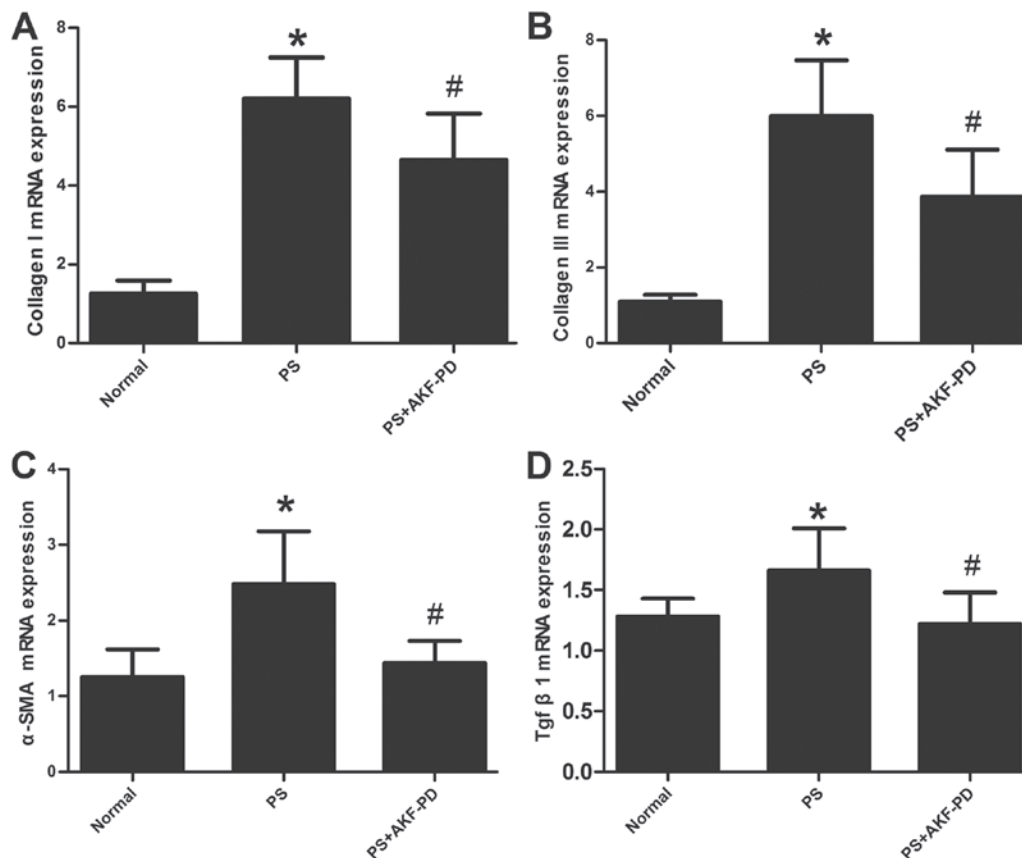 A
Collagen I mRNA expression
8
6
4
2
0
*
#
Normal
PS
PS+AKF-PD
B
Collagen III mRNA expression
8
6
4
2
0
*
#
Normal
PS
PS+AKF-PD
C
α-SMA mRNA expression
4
3
2
1
0
*
#
Normal
PS
PS+AKF-PD
D
Tgf β 1 mRNA expression
2.5
2.0
1.5
1.0
0.5
0.0
*
#
Normal
PS
PS+AKF-PD